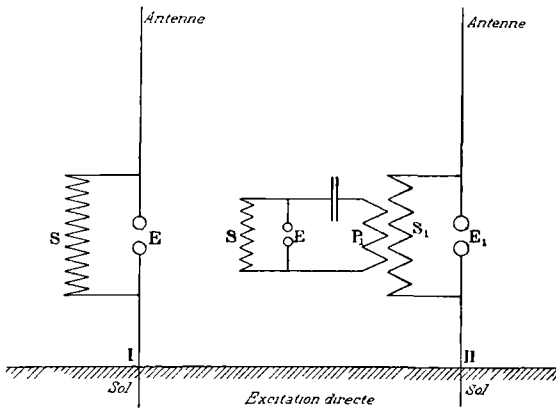 Antenne
Antenne
S
E
S
E
P1
S1
E1
I
II
Sol
Sol
Excitation directe